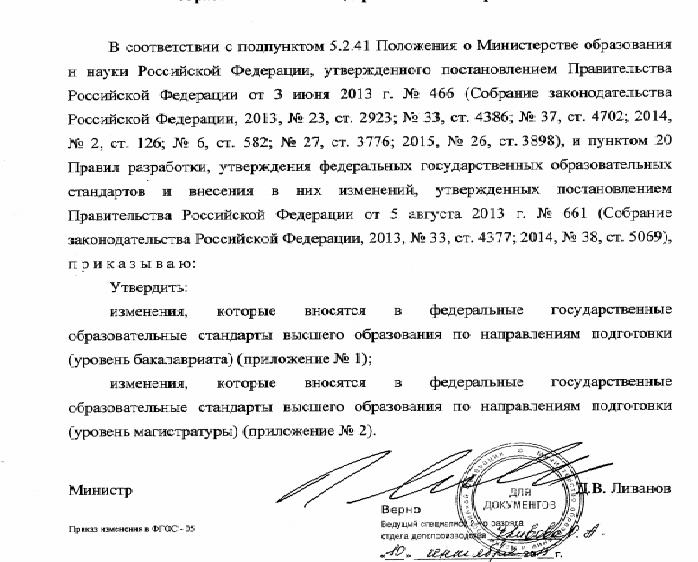 В соответствии с подпунктом 5.2.41 Положения о Министерстве образования
и науки Российской Федерации, утвержденного постановлением Правительства
Российской Федерации от 3 июня 2013 г. № 466 (Собрание законодательства
Российской Федерации, 2013, № 23, ст. 2923; № 33, ст. 4386; № 37, ст. 4702; 2014,
№ 2, ст. 126; № 6, ст. 582; № 27, ст. 3776; 2015, № 26, ст. 3898), и пунктом 20
Правил разработки, утверждения федеральных государственных образовательных
стандартов и внесения в них изменений, утвержденных постановлением
Правительства Российской Федерации от 5 августа 2013 г. № 661 (Собрание
законодательства Российской Федерации, 2013, № 33, ст. 4377; 2014, № 38, ст. 5069),
п р и к а з ы в а ю:
Утвердить:
изменения, которые вносятся в федеральные государственные
образовательные стандарты высшего образования по направлениям подготовки
(уровень бакалавриата) (приложение № 1);
изменения, которые вносятся в федеральные государственные
образовательные стандарты высшего образования по направлениям подготовки
(уровень магистратуры) (приложение № 2).
Министр
Д.В. Ливанов
ДЛЯ
ДОКУМЕНТОВ
Верно
Ведущий специалист разряда
отдела делопроизводства
Приказ изменения в ФГОС - 05